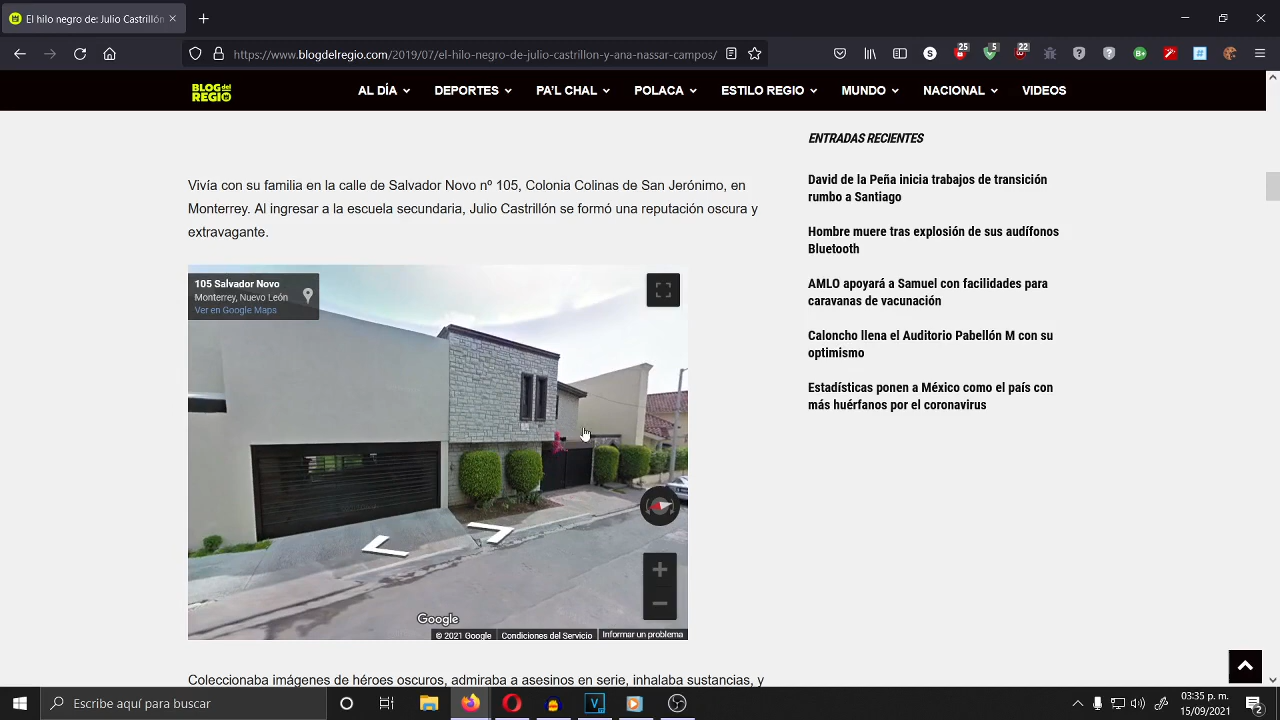 El hilo negro de Julio Castrillón
https://www.blogdelregio.com/2019/07/el-hilo-negro-de-julio-castrillon-y-ana-nassar-campos/
25
5
22
BLOG del REGIO
AL DÍA
DEPORTES
PA'L CHAL
FOLACA
ESTILO REGIO
MUNDO
NACIONAL
VIDEOS
Vivía con su familia en la calle de Salvador Novo nº 105, Colonia Colinas de San Jerónimo, en
Monterrey. Al ingresar a la escuela secundaria, Julio Castrillón se formó una reputación oscura y
extravagante.
105 Salvador Novo
Monterrey, Nuevo León
Ver en Google Maps
Google
© 2021 Google
Condiciones del Servicio
Informar un problema
Coleccionaba imágenes de héroes oscuros, admiraba a asesinos en serie, inhalaba sustancias, y
ENTRADAS RECIENTES
David de la Peña inicia trabajos de transición
rumbo a Santiago
Hombre muere tras explosión de sus audífonos
Bluetooth
AMLO apoyará a Samuel con facilidades para
caravanas de vacunación
Caloncho llena el Auditorio Pabellón M con su
optimismo
Estadísticas ponen a México como el país con
más huérfanos por el coronavirus
Escribe aquí para buscar
03:35 p. m.
15/09/2021
2